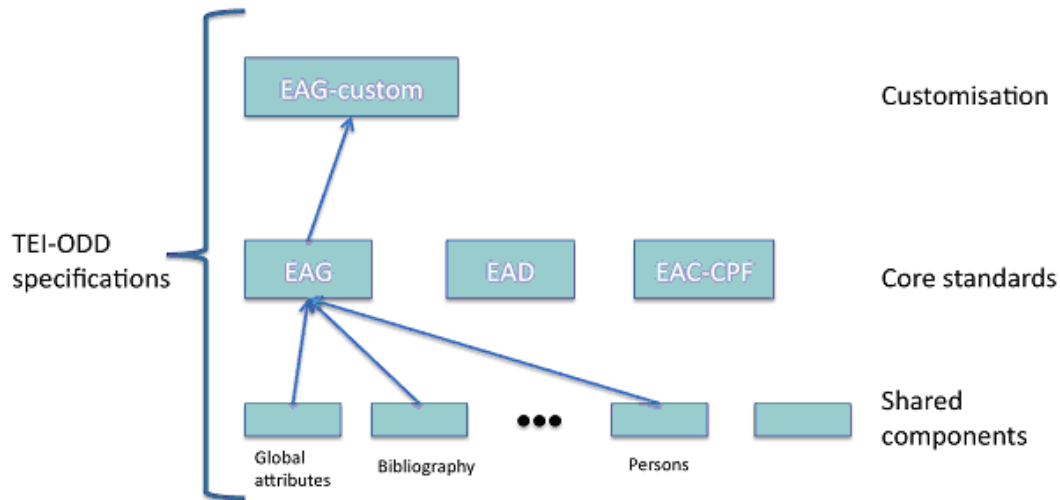 EAG-custom
Customisation
TEI-ODD
specifications
EAG
EAD
EAC-CPF
Core standards
Shared
components
Global
attributes
Bibliography
Persons